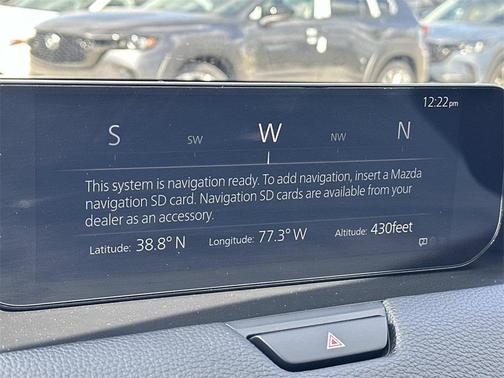 12:22pm
S SW W NW N
This system is navigation ready. To add navigation, insert a Mazda
navigation SD card. Navigation SD cards are available from your
dealer as an accessory.
Latitude: 38.8° N Longitude: 77.3° W Altitude: 430feet